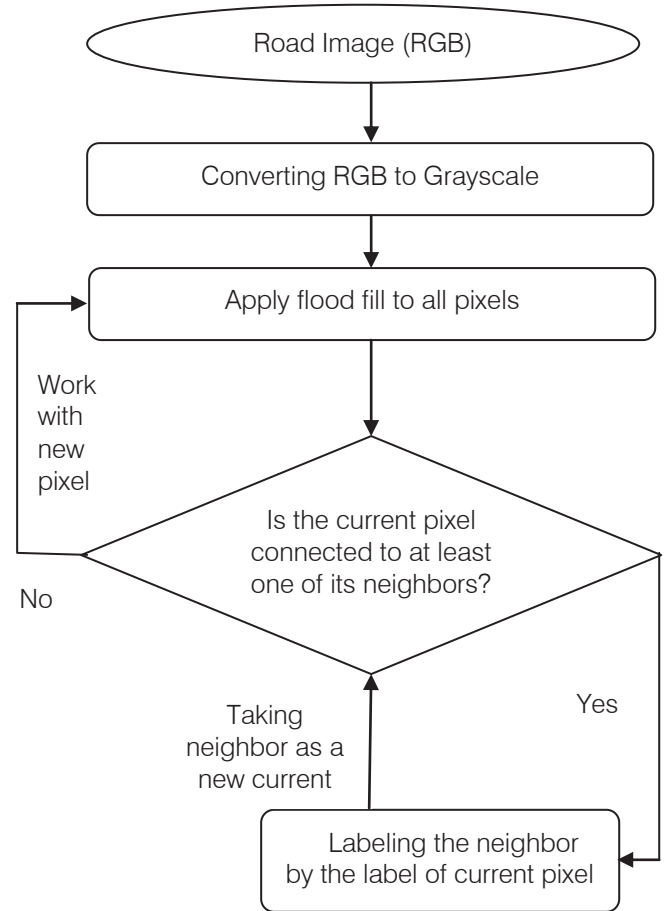 Road Image (RGB)
Converting RGB to Grayscale
Apply flood fill to all pixels
Work
with
new
pixel
Is the current pixel
connected to at least
one of its neighbors?
No
Yes
Taking
neighbor as a
new current
Labeling the neighbor
by the label of current pixel